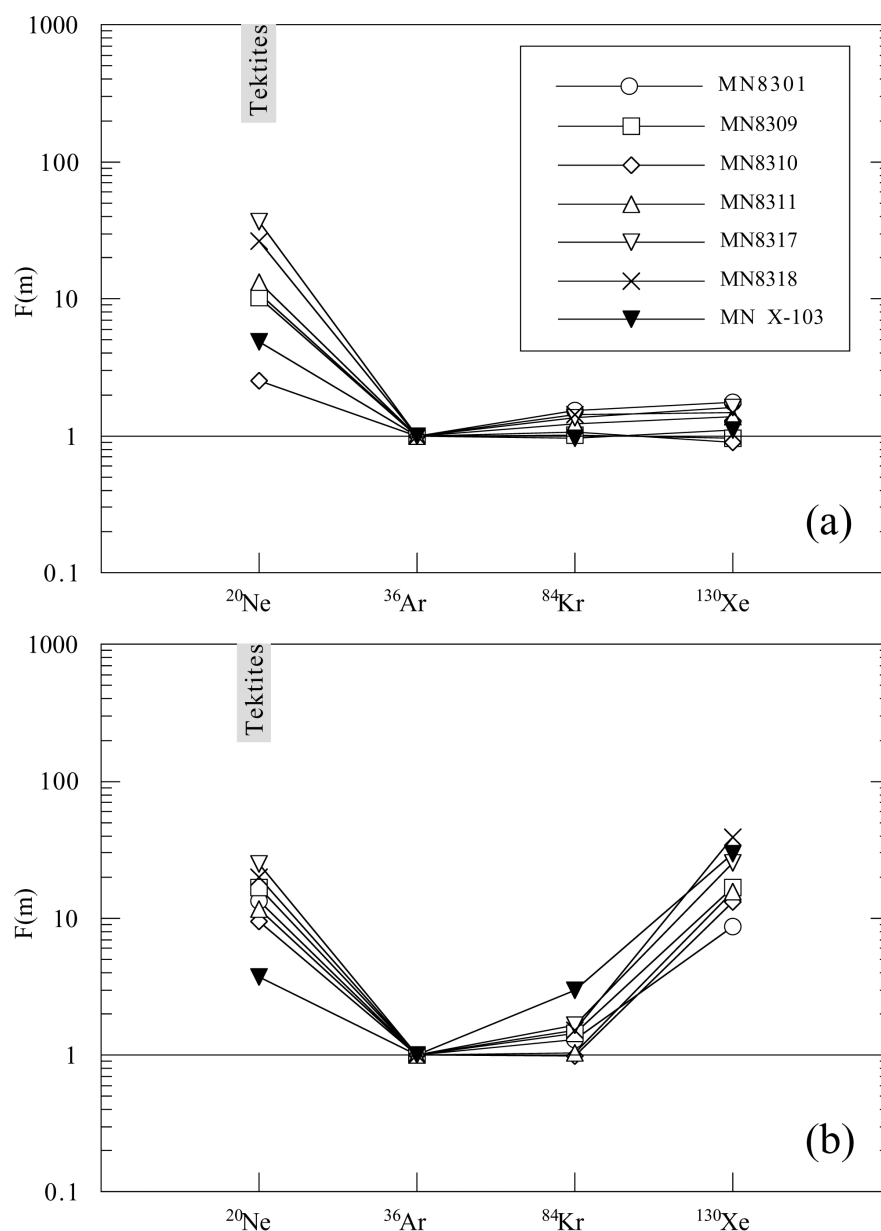 1000
100
10
1
0.1
F(m)
Tektites
MN8301
MN8309
MN8310
MN8311
MN8317
MN8318
MN X-103
(a)
²⁰Ne ³⁶Ar ⁸⁴Kr ¹³⁰Xe
1000
100
10
1
0.1
F(m)
Tektites
(b)
²⁰Ne ³⁶Ar ⁸⁴Kr ¹³⁰Xe